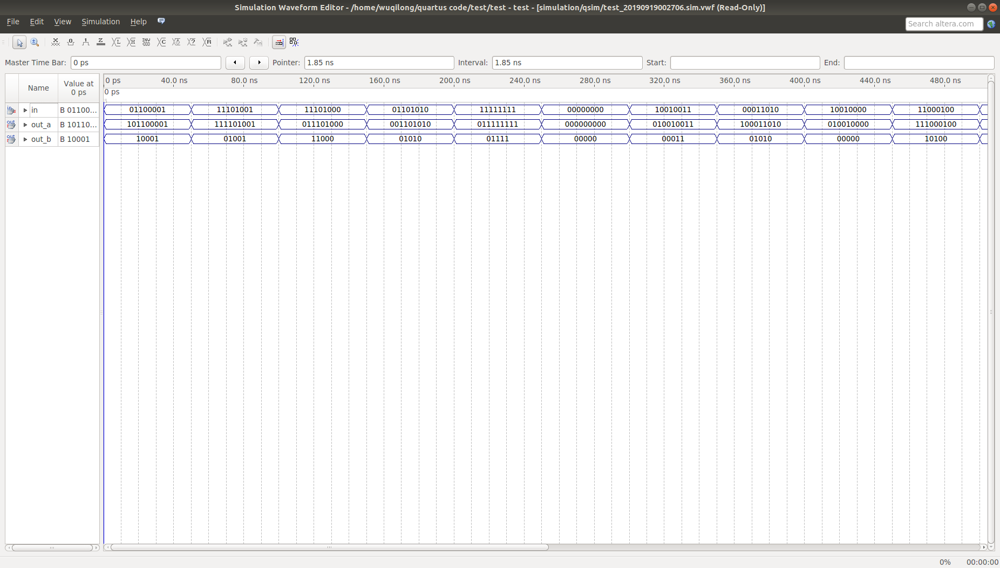 Simulation Waveform Editor - /home/wuqilong/quartus code/test/test - test - [simulation/qsim/test_20190919002706.sim.vwf (Read-Only)]
File Edit View Simulation Help
Search altera.com
Master Time Bar: 0 ps Pointer: 1.85 ns Interval: 1.85 ns Start: End:
Name Value at 0 ps
0 ps 40.0 ns 80.0 ns 120.0 ns 160.0 ns 200.0 ns 240.0 ns 280.0 ns 320.0 ns 360.0 ns 400.0 ns 440.0 ns 480.0 ns
0 ps
in B 01100... 01100001 11101001 11101000 01101010 11111111 00000000 10010011 00011010 10010000 11000100
out_a B 10110... 101100001 111101001 011101000 001101010 011111111 000000000 010010011 100011010 010010000 111000100
out_b B 10001 10001 01001 11000 01010 01111 00000 00011 01010 00000 10100
0% 00:00:00